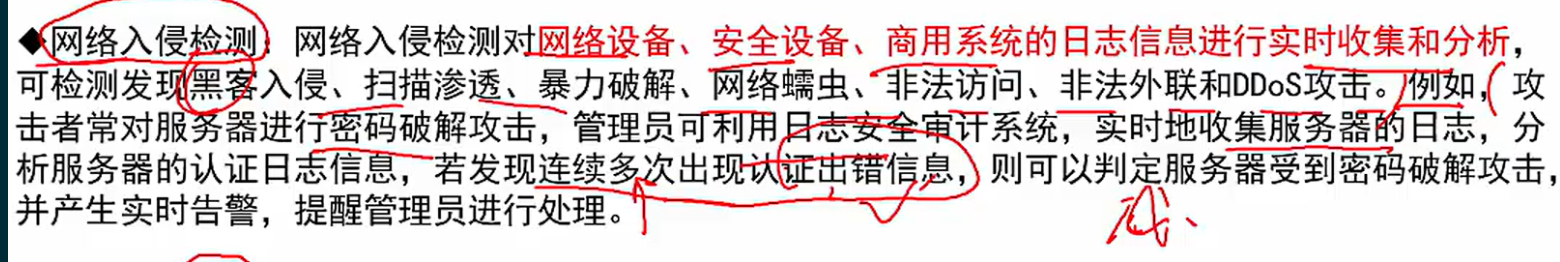 ◆网络入侵检测：网络入侵检测对网络设备、安全设备、商用系统的日志信息进行实时收集和分析，
可检测发现黑客入侵、扫描渗透、暴力破解、网络蠕虫、非法访问、非法外联和DDoS攻击。例如，攻
击者常对服务器进行密码破解攻击，管理员可利用日志安全审计系统，实时地收集服务器的日志，分
析服务器的认证日志信息，若发现连续多次出现认证出错信息，则可以判定服务器受到密码破解攻击，
并产生实时告警，提醒管理员进行处理。